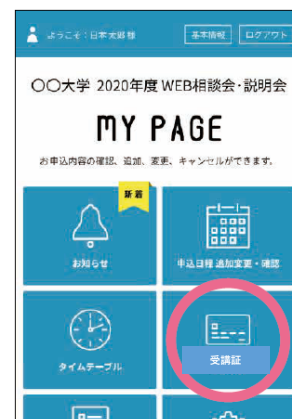 ようこそ：日本太郎様
基本情報
ログアウト
〇〇大学 2020年度 WEB相談会・説明会
MY PAGE
お申込内容の確認、追加、変更、キャンセルができます。
新着
お知らせ
申込日程 追加変更・確認
タイムテーブル
受講証